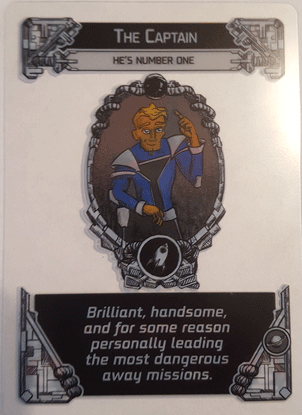 THE CAPTAIN
HE'S NUMBER ONE
Brilliant, handsome,
and for some reason
personally leading
the most dangerous
away missions.